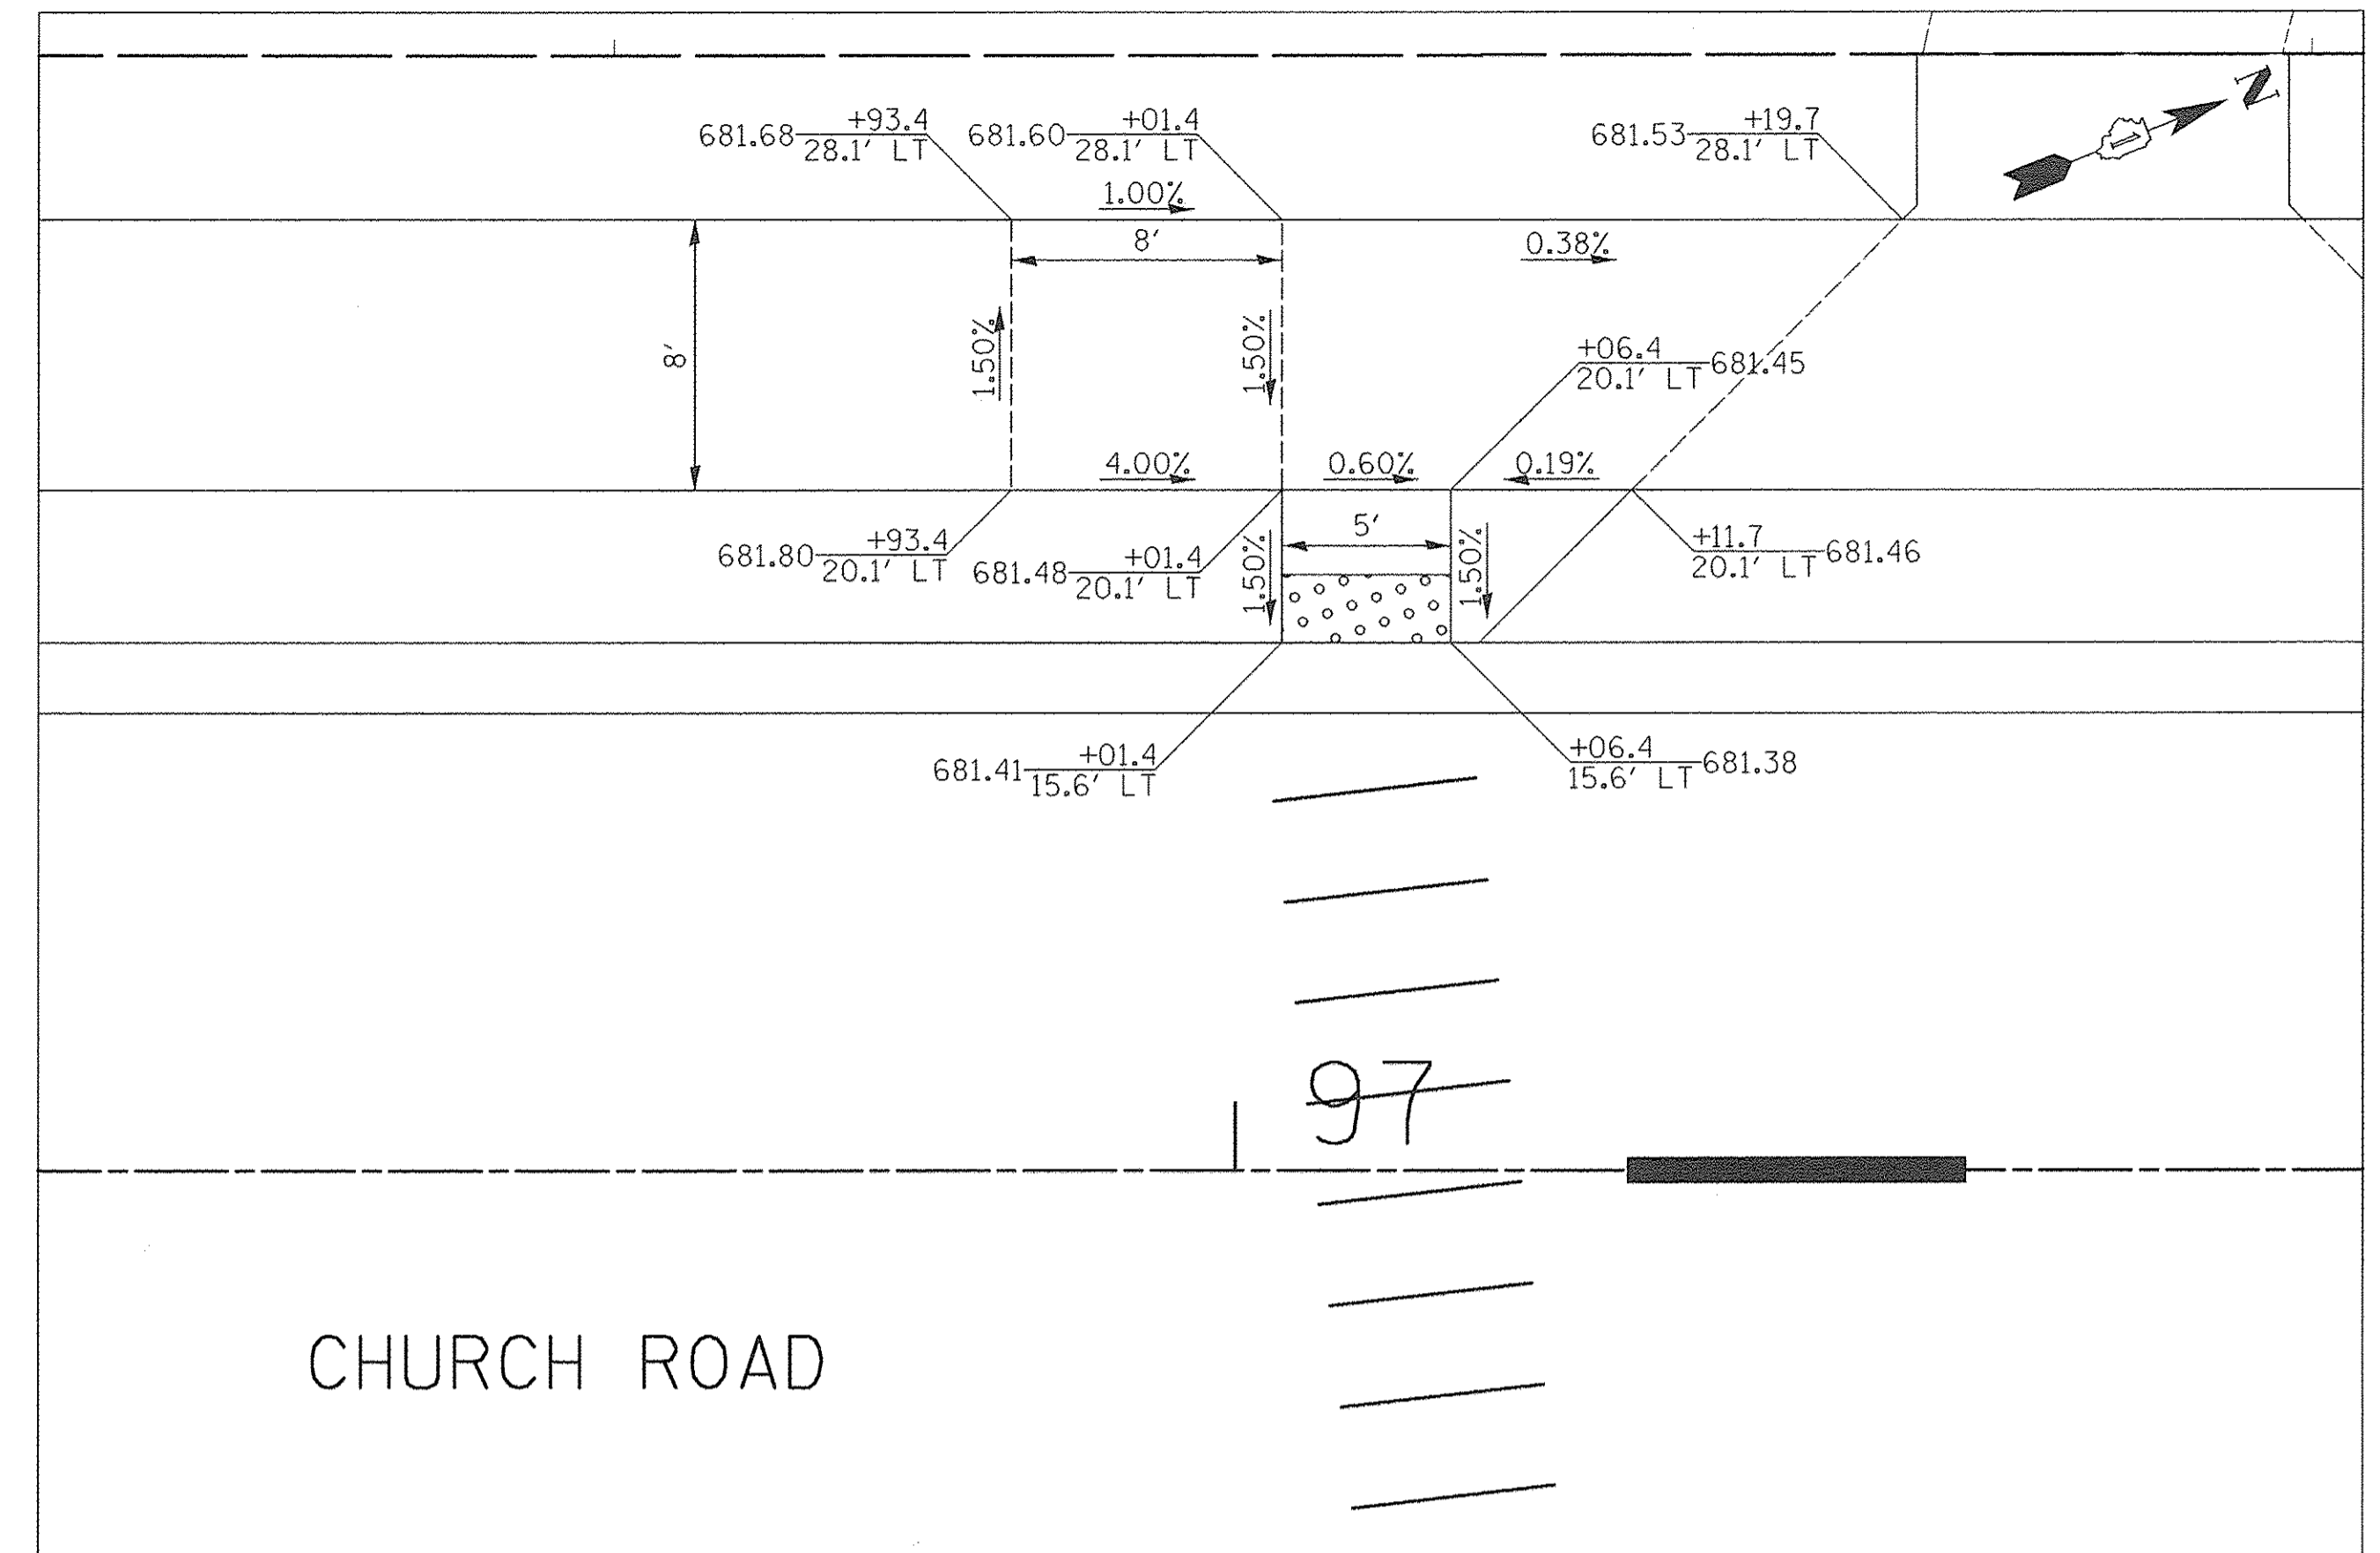 N
681.68 +93.4
28.1' LT
681.60 +01.4
28.1' LT
681.53 +19.7
28.1' LT
1.00%
8'
0.38%
8'
1.50%
1.50%
+06.4
20.1' LT 681.45
4.00%
0.60%
0.19%
681.80 +93.4
20.1' LT
681.48 +01.4
20.1' LT
1.50%
5'
1.50%
+11.7
20.1' LT 681.46
681.41 +01.4
15.6' LT
+06.4
15.6' LT 681.38
97
CHURCH ROAD